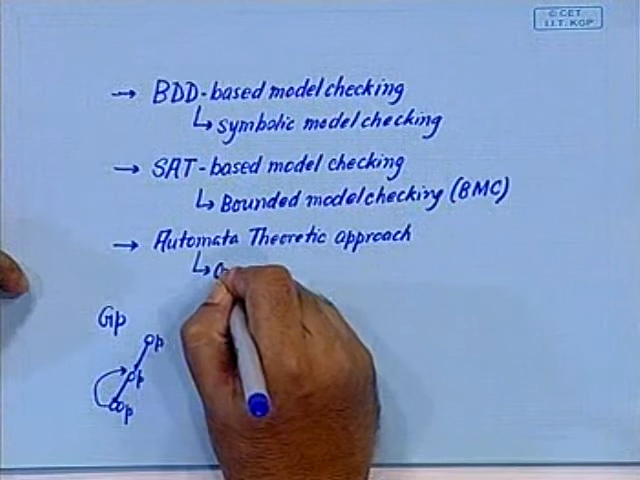 © CET
I.I.T. KGP
→ BDD-based model checking
↳ symbolic model checking
→ SAT-based model checking
↳ Bounded model checking (BMC)
→ Automata Theoretic approach
Gp
p
p
p